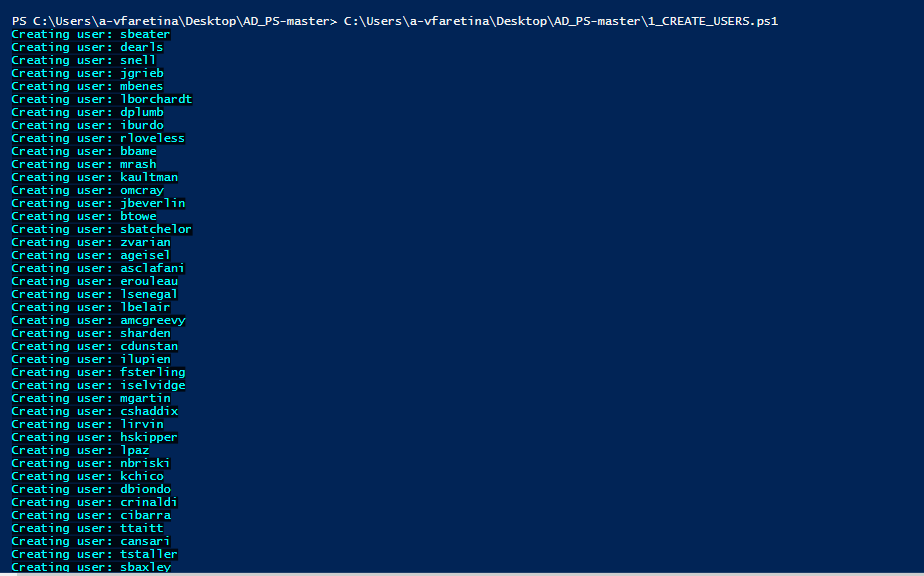 PS C:\Users\a-vfaretina\Desktop\AD_PS-master> C:\Users\a-vfaretina\Desktop\AD_PS-master\1_CREATE_USERS.ps1
Creating user: sbeater
Creating user: dearls
Creating user: snell
Creating user: jgrieb
Creating user: mbenes
Creating user: lborchardt
Creating user: dplumb
Creating user: iburdo
Creating user: rloveless
Creating user: bbame
Creating user: mrash
Creating user: kaultman
Creating user: omcray
Creating user: jbeverlin
Creating user: btowe
Creating user: sbatchelor
Creating user: zvarian
Creating user: ageisel
Creating user: asclafani
Creating user: erouleau
Creating user: lsenegal
Creating user: lbelair
Creating user: amcgreevy
Creating user: sharden
Creating user: cdunstan
Creating user: ilupien
Creating user: fsterling
Creating user: iselvidge
Creating user: mgartin
Creating user: cshaddix
Creating user: lirvin
Creating user: hskipper
Creating user: lpaz
Creating user: nbriski
Creating user: kchico
Creating user: dbiondo
Creating user: crinaldi
Creating user: cibarra
Creating user: ttaitt
Creating user: cansari
Creating user: tstaller
Creating user: sbaxley